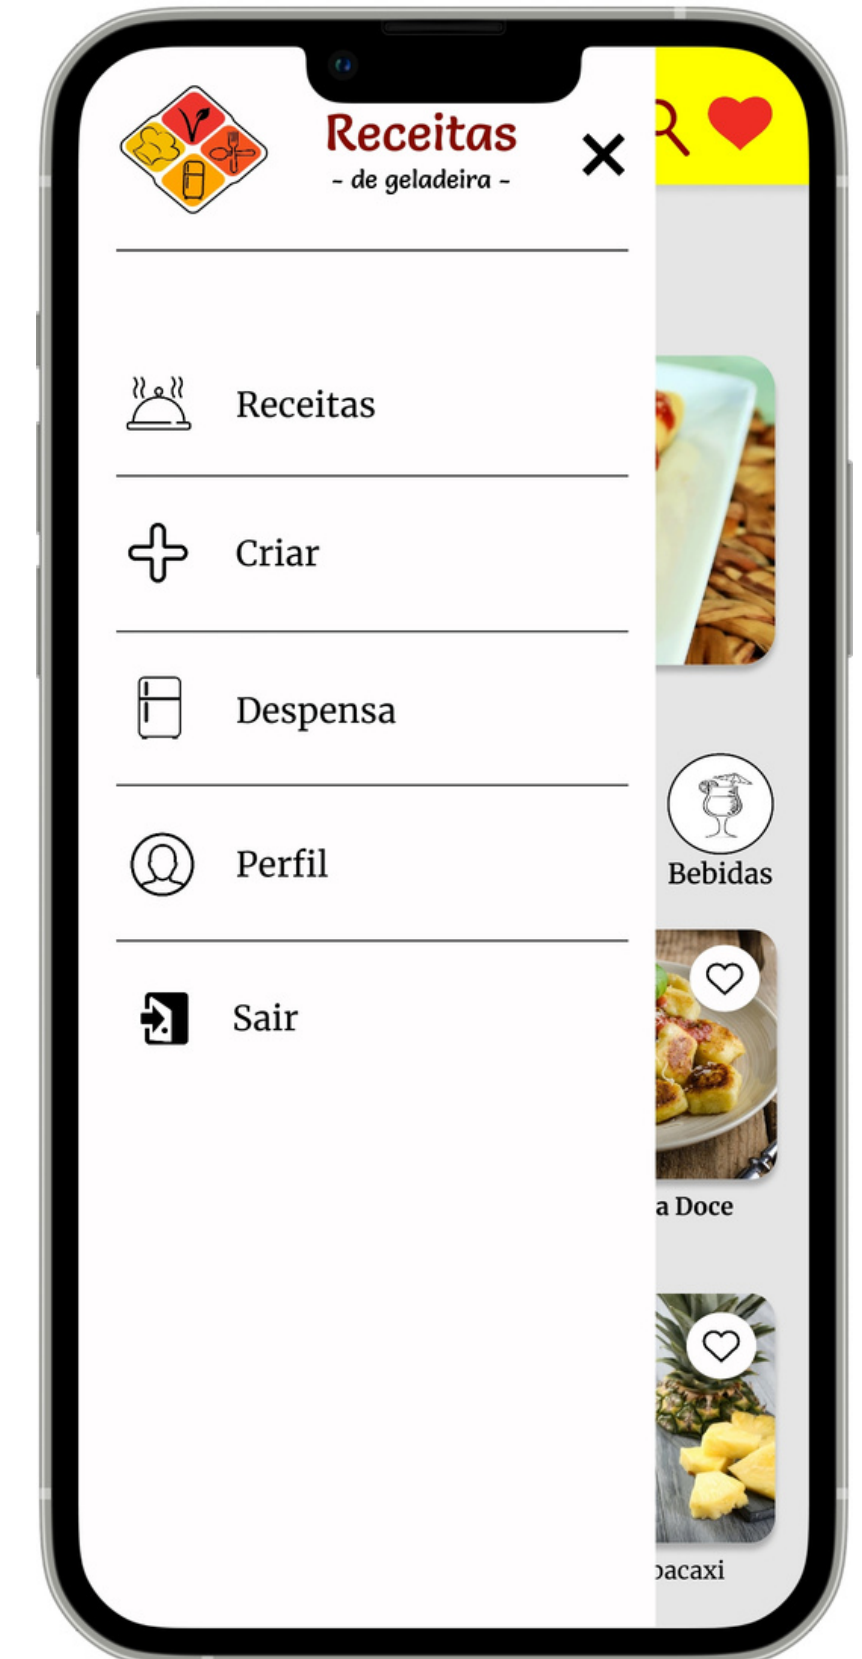 Receitas
- de geladeira -
Receitas
Criar
Despensa
Perfil
Sair
Bebidas
a Doce
bacaxi